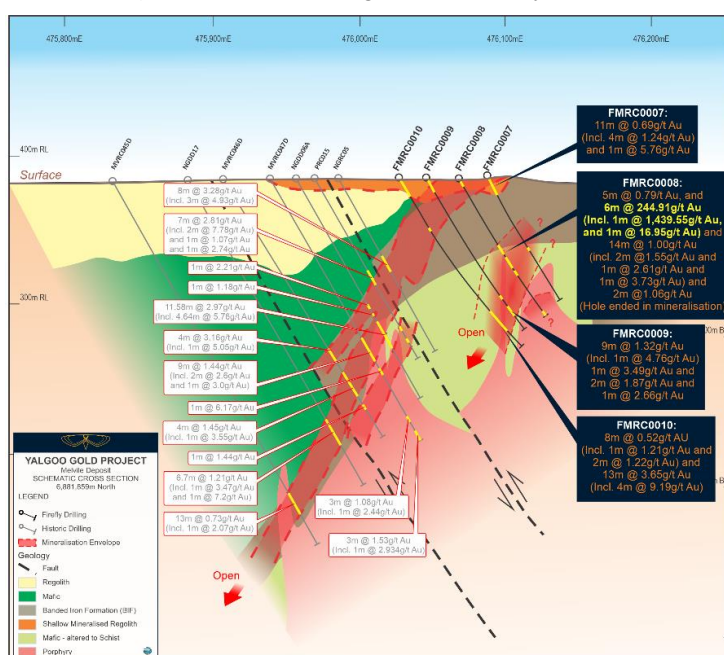 475,800mE
475,900mE
476,000mE
476,100mE
476,200mE
MVRC045D
NGD017
MVRC046D
MVRC047D
NGD006A
PRC015
NGRC05
FMRC0010
FMRC0009
FMRC0008
FMRC0007
400m RL
Surface
300m RL
8m @ 3.28g/t Au
(Incl. 3m @ 4.93g/t Au)
7m @ 2.81g/t Au
(Incl. 2m @ 7.78g/t Au
and 1m @ 1.07g/t Au
and 1m @ 2.74g/t Au)
1m @ 2.21g/t Au
1m @ 1.18g/t Au
11.58m @ 2.97g/t Au
(Incl. 4.64m @ 5.76g/t Au)
4m @ 3.16g/t Au
(Incl. 1m @ 5.05g/t Au)
9m @ 1.44g/t Au
(Incl. 2m @ 2.6g/t Au
and 1m @ 3.0g/t Au)
1m @ 6.17g/t Au
4m @ 1.45g/t Au
(Incl. 1m @ 3.55g/t Au)
1m @ 1.44g/t Au
8.7m @ 1.21g/t Au
(Incl. 1m @ 3.47g/t Au
and 1m @ 7.2g/t Au)
13m @ 0.73g/t Au
(Incl. 1m @ 2.07g/t Au)
3m @ 1.08g/t Au
(Incl. 1m @ 2.44g/t Au)
3m @ 1.53g/t Au
(Incl. 1m @ 2.934g/t Au)
Open
Open
?
?
?
FMRC0007:
11m @ 0.69g/t Au
(Incl. 4m @ 1.24g/t Au)
and 1m @ 5.76g/t Au
FMRC0008:
5m @ 0.79/t Au, and
6m @ 244.91g/t Au
(Incl. 1m @ 1,439.55g/t Au,
and 1m @ 16.95g/t Au) and
14m @ 1.00g/t Au
(incl. 2m @1.55g/t Au and
1m @ 2.61g/t Au and
1m @ 3.73g/t Au) and
2m @1.06g/t Au
(Hole ended in mineralisation)
FMRC0009:
9m @ 1.32g/t Au
(Incl. 1m @ 4.76g/t Au)
1m @ 3.49g/t Au and
2m @ 1.87g/t Au and
1m @ 2.66g/t Au
FMRC0010:
8m @ 0.52g/t AU
(Incl. 1m @ 1.21g/t Au and
2m @ 1.22g/t Au) and
13m @ 3.65g/t Au
(Incl. 4m @ 9.19g/t Au)
YALGOO GOLD PROJECT
Melville Deposit
SCHEMATIC CROSS SECTION
6,881,859m North
LEGEND
Firefly Drilling
Historic Drilling
Mineralisation Envelope
Geology
Fault
Regolith
Mafic
Banded Iron Formation (BIF)
Shallow Mineralised Regolith
Mafic - altered to Schist
Porphyry